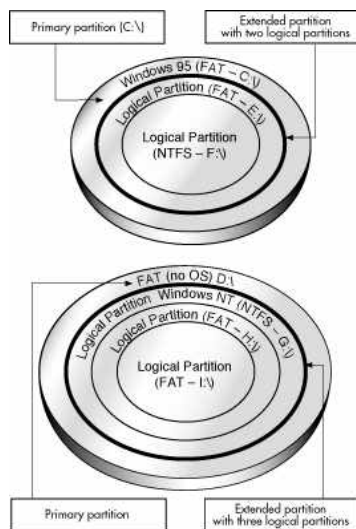 Primary partition [C:\]
Extended partition
with two logical partitions
Windows 95 (FAT – C:\)
Logical Partition (FAT – E:\)
Logical Partition
(NTFS – F:\)
FAT (no OS) D:\
Logical Partition Windows NT (NTFS – G:\)
Logical Partition (FAT – H:\)
Logical Partition
(FAT – I:\)
Primary partition
Extended partition
with three logical partitions